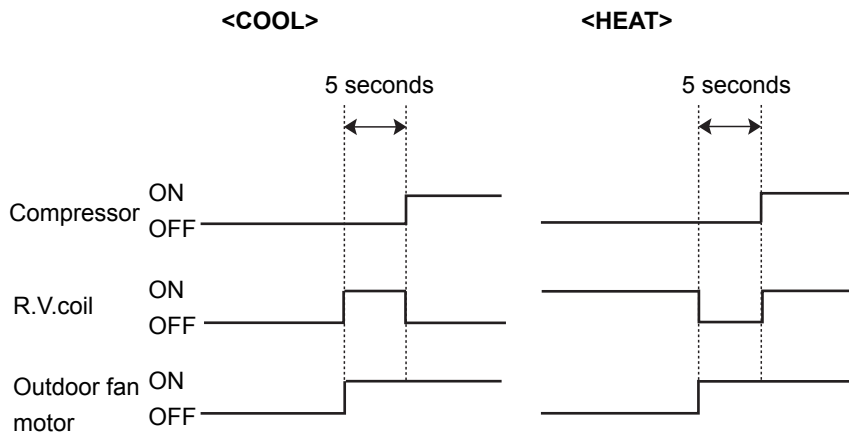 <COOL>
<HEAT>
5 seconds
5 seconds
Compressor
ON
OFF
R.V.coil
ON
OFF
Outdoor fan
motor
ON
OFF